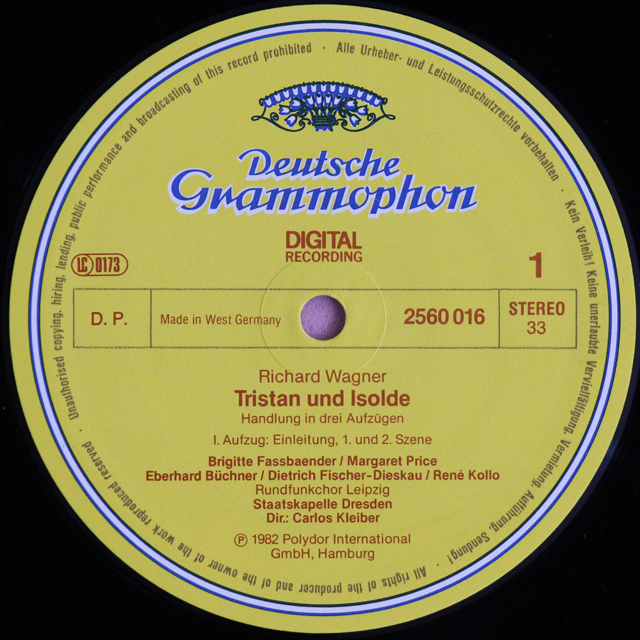 Deutsche
Grammophon
DIGITAL
RECORDING
LC 0173
1
D. P.
Made in West Germany
2560 016
STEREO
33
Richard Wagner
Tristan und Isolde
Handlung in drei Aufzügen
I. Aufzug: Einleitung, 1. und 2. Szene
Brigitte Fassbaender / Margaret Price
Eberhard Büchner / Dietrich Fischer-Dieskau / René Kollo
Rundfunkchor Leipzig
Staatskapelle Dresden
Dir.: Carlos Kleiber
℗ 1982 Polydor International
GmbH, Hamburg
Alle Urheber- und Leistungsschutzrechte vorbehalten · Kein Verleih! Keine unerlaubte Vervielfältigung, Vermietung, Aufführung, Sendung! · All rights of the producer and of the owner of the work reproduced reserved · Unauthorised copying, hiring, lending, public performance and broadcasting of this record prohibited ·